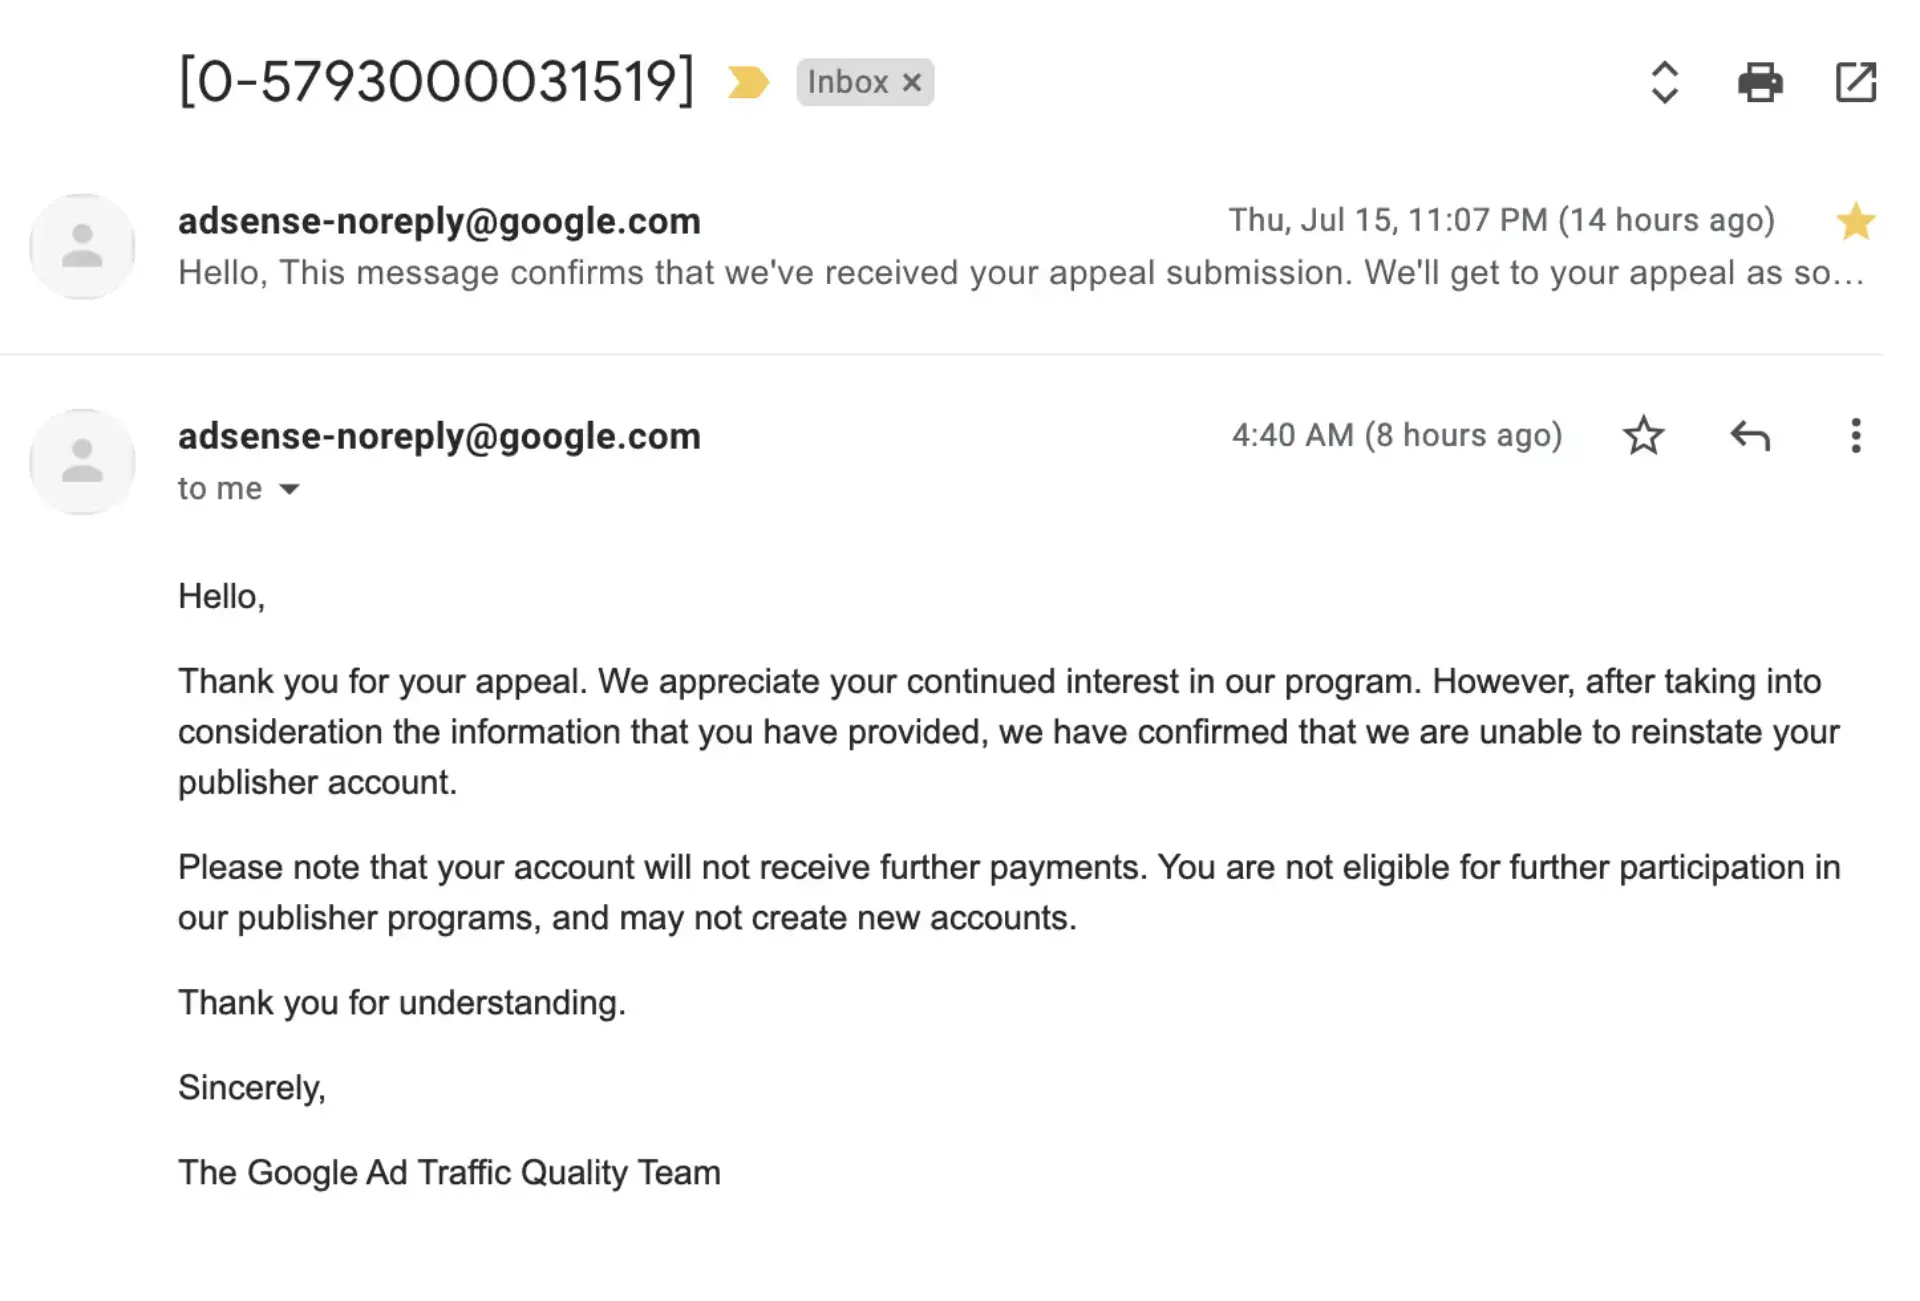 [0-5793000031519] Inbox ×
adsense-noreply@google.com Thu, Jul 15, 11:07 PM (14 hours ago)
Hello, This message confirms that we've received your appeal submission. We'll get to your appeal as so...
adsense-noreply@google.com 4:40 AM (8 hours ago)
to me
Hello,
Thank you for your appeal. We appreciate your continued interest in our program. However, after taking into
consideration the information that you have provided, we have confirmed that we are unable to reinstate your
publisher account.
Please note that your account will not receive further payments. You are not eligible for further participation in
our publisher programs, and may not create new accounts.
Thank you for understanding.
Sincerely,
The Google Ad Traffic Quality Team